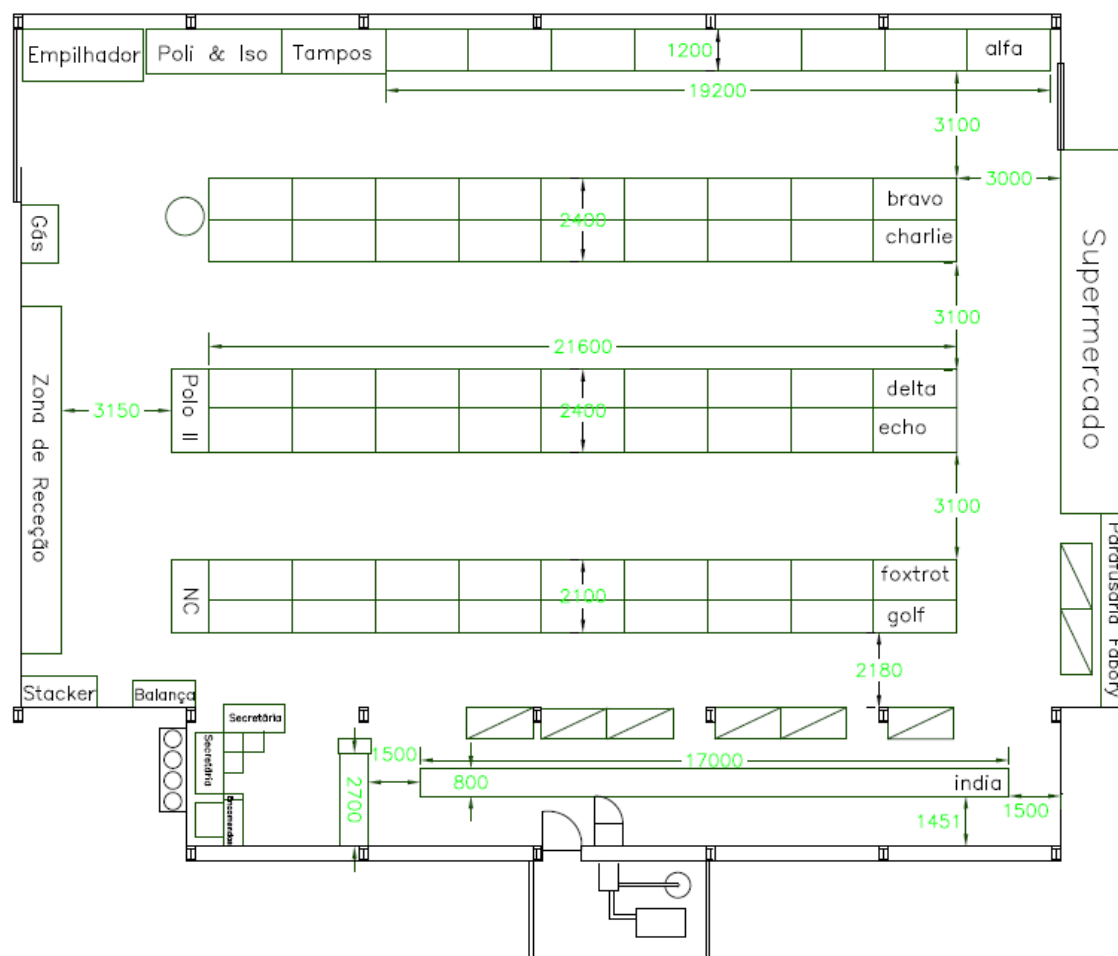 Empilhador
Poli & Iso
Tampos
1200
alfa
19200
3100
3000
bravo
2400
charlie
Gás
Supermercado
3100
21600
Zona de Receção
3150
Polo II
delta
2400
echo
3100
NC
foxtrot
2100
golf
Parafusaria Fabory
2180
Stacker
Balança
Secretária
Secretária
1500
17000
2700
800
india
1500
Encomendas
1451